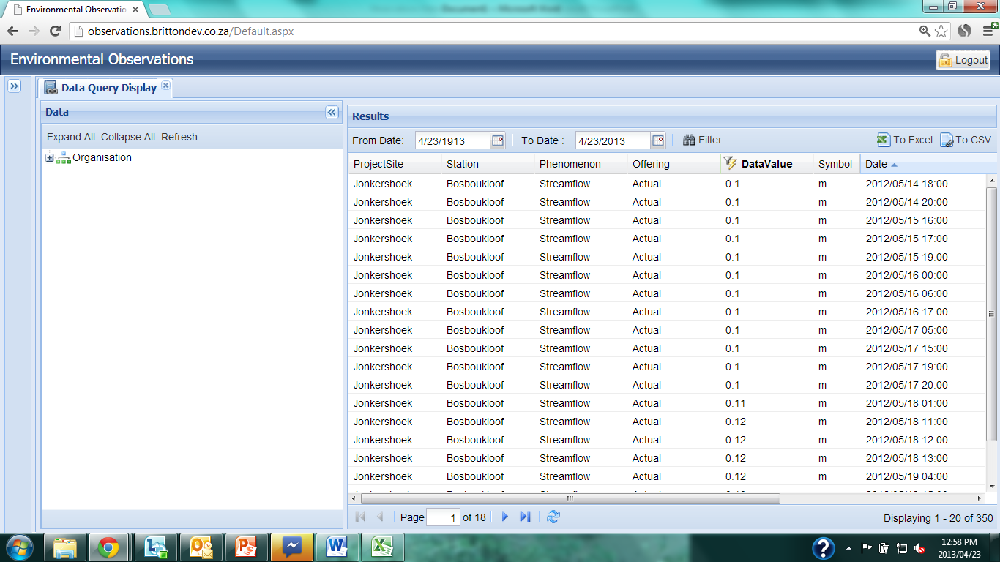 Environmental Observatio
observations.brittondev.co.za/Default.aspx
Environmental Observations
Logout
Data Query Display
Data
Expand All Collapse All Refresh
Organisation
Results
From Date: 4/23/1913 To Date : 4/23/2013 Filter To Excel To CSV
ProjectSite Station Phenomenon Offering DataValue Symbol Date
Jonkershoek Bosboukloof Streamflow Actual 0.1 m 2012/05/14 18:00
Jonkershoek Bosboukloof Streamflow Actual 0.1 m 2012/05/14 20:00
Jonkershoek Bosboukloof Streamflow Actual 0.1 m 2012/05/15 16:00
Jonkershoek Bosboukloof Streamflow Actual 0.1 m 2012/05/15 17:00
Jonkershoek Bosboukloof Streamflow Actual 0.1 m 2012/05/15 19:00
Jonkershoek Bosboukloof Streamflow Actual 0.1 m 2012/05/16 00:00
Jonkershoek Bosboukloof Streamflow Actual 0.1 m 2012/05/16 06:00
Jonkershoek Bosboukloof Streamflow Actual 0.1 m 2012/05/16 17:00
Jonkershoek Bosboukloof Streamflow Actual 0.1 m 2012/05/17 05:00
Jonkershoek Bosboukloof Streamflow Actual 0.1 m 2012/05/17 15:00
Jonkershoek Bosboukloof Streamflow Actual 0.1 m 2012/05/17 19:00
Jonkershoek Bosboukloof Streamflow Actual 0.1 m 2012/05/17 20:00
Jonkershoek Bosboukloof Streamflow Actual 0.11 m 2012/05/18 01:00
Jonkershoek Bosboukloof Streamflow Actual 0.12 m 2012/05/18 11:00
Jonkershoek Bosboukloof Streamflow Actual 0.12 m 2012/05/18 12:00
Jonkershoek Bosboukloof Streamflow Actual 0.12 m 2012/05/18 13:00
Jonkershoek Bosboukloof Streamflow Actual 0.12 m 2012/05/19 04:00
Page 1 of 18 Displaying 1 - 20 of 350
12:58 PM
2013/04/23